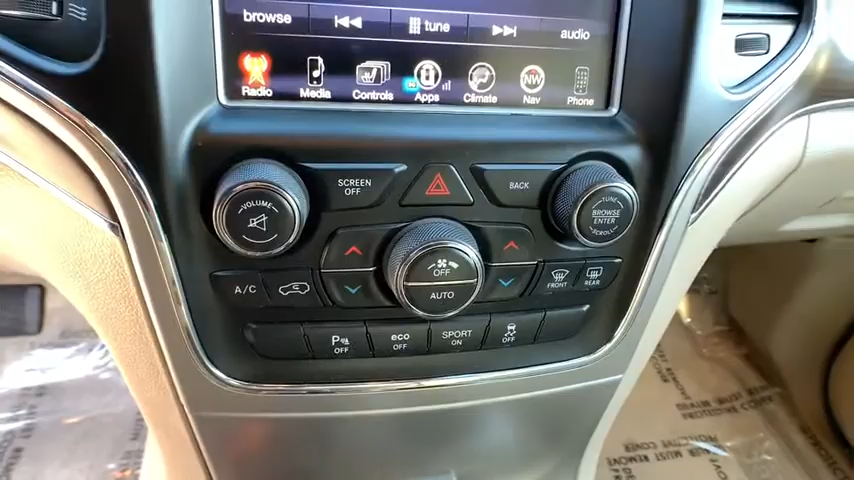 browse
tune
audio
Radio
Media
Controls
Apps
Climate
NW
Nav
Phone
VOLUME
SCREEN
OFF
BACK
TUNE
BROWSE
ENTER
SCROLL
OFF
AUTO
A/C
FRONT
REAR
P
OFF
eco
OFF
SPORT
ON
OFF